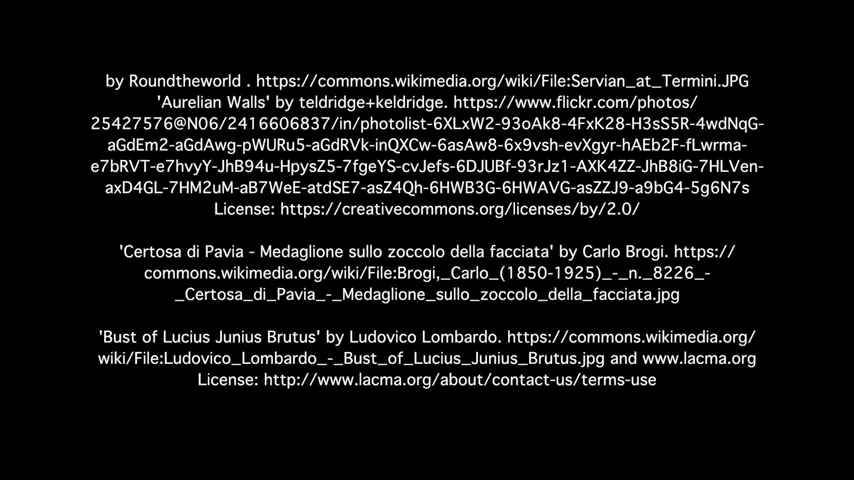 by Roundtheworld . https://commons.wikimedia.org/wiki/File:Servian_at_Termini.JPG
'Aurelian Walls' by teldridge+keldridge. https://www.flickr.com/photos/
25427576@N06/2416606837/in/photolist-6XLxW2-93oAk8-4FxK28-H3sS5R-4wdNqG-
aGdEm2-aGdAwg-pWURu5-aGdRVk-inQXCw-6asAw8-6x9vsh-evXgyr-hAEb2F-fLwrma-
e7bRVT-e7hvyY-JhB94u-HpysZ5-7fgeYS-cvJefs-6DJUBf-93rJz1-AXK4ZZ-JhB8iG-7HLVen-
axD4GL-7HM2uM-aB7WeE-atdSE7-asZ4Qh-6HWB3G-6HWAVG-asZZJ9-a9bG4-5g6N7s
License: https://creativecommons.org/licenses/by/2.0/
'Certosa di Pavia - Medaglione sullo zoccolo della facciata' by Carlo Brogi. https://
commons.wikimedia.org/wiki/File:Brogi,_Carlo_(1850-1925)_-_n._8226_-
_Certosa_di_Pavia_-_Medaglione_sullo_zoccolo_della_facciata.jpg
'Bust of Lucius Junius Brutus' by Ludovico Lombardo. https://commons.wikimedia.org/
wiki/File:Ludovico_Lombardo_-_Bust_of_Lucius_Junius_Brutus.jpg and www.lacma.org
License: http://www.lacma.org/about/contact-us/terms-use